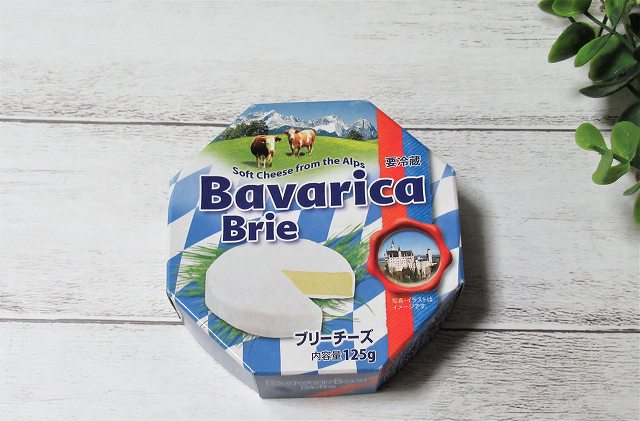 Soft Cheese from the Alps
要冷蔵
Bavarica
Brie
写真・イラストは
イメージです。
ブリーチーズ
内容量125g